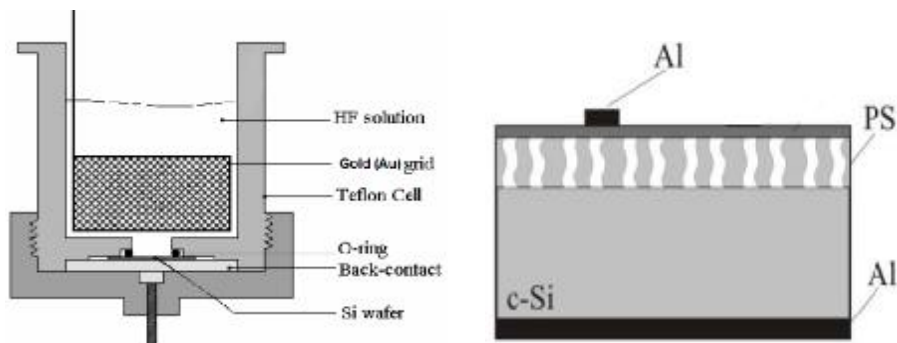 HF solution
Gold (Au) grid
Teflon Cell
O-ring
Back-contact
Si wafer
Al
PS
c-Si
Al